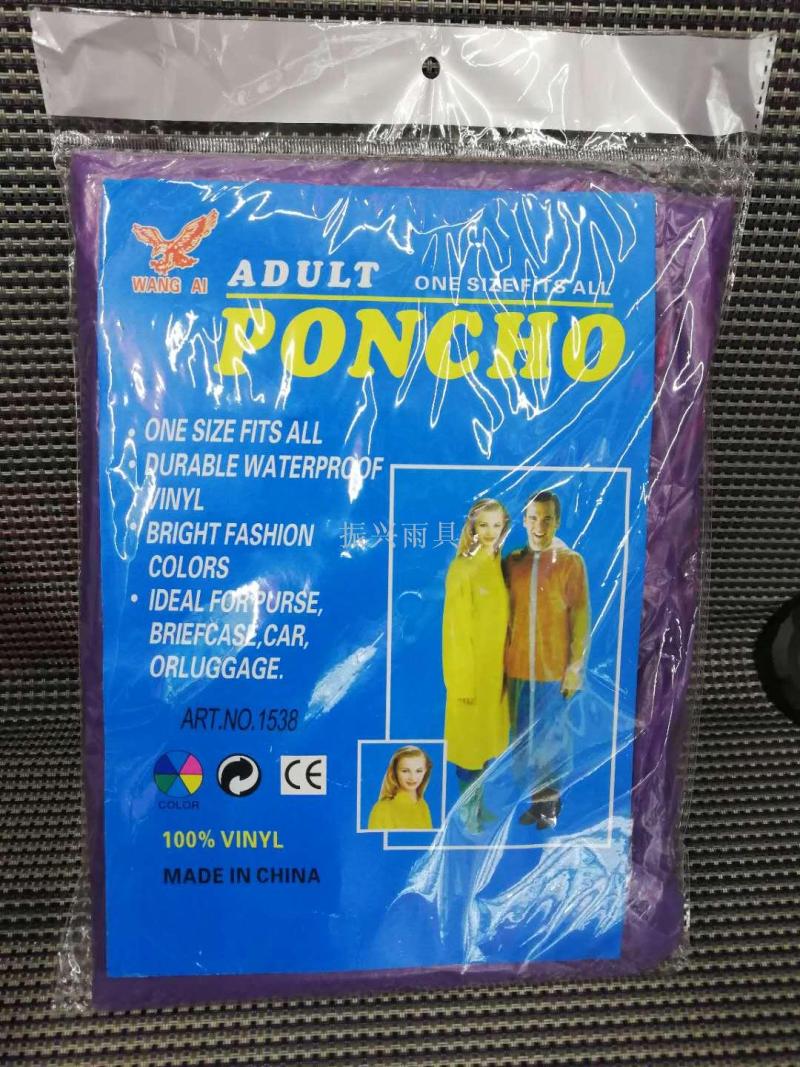 WANG AI
ADULT ONE SIZE FITS ALL
PONCHO
• ONE SIZE FITS ALL
• DURABLE WATERPROOF
VINYL
• BRIGHT FASHION
COLORS
• IDEAL FOR PURSE,
BRIEFCASE,CAR,
ORLUGGAGE.
振兴雨具
ART.NO.1538
COLOR
CE
100% VINYL
MADE IN CHINA